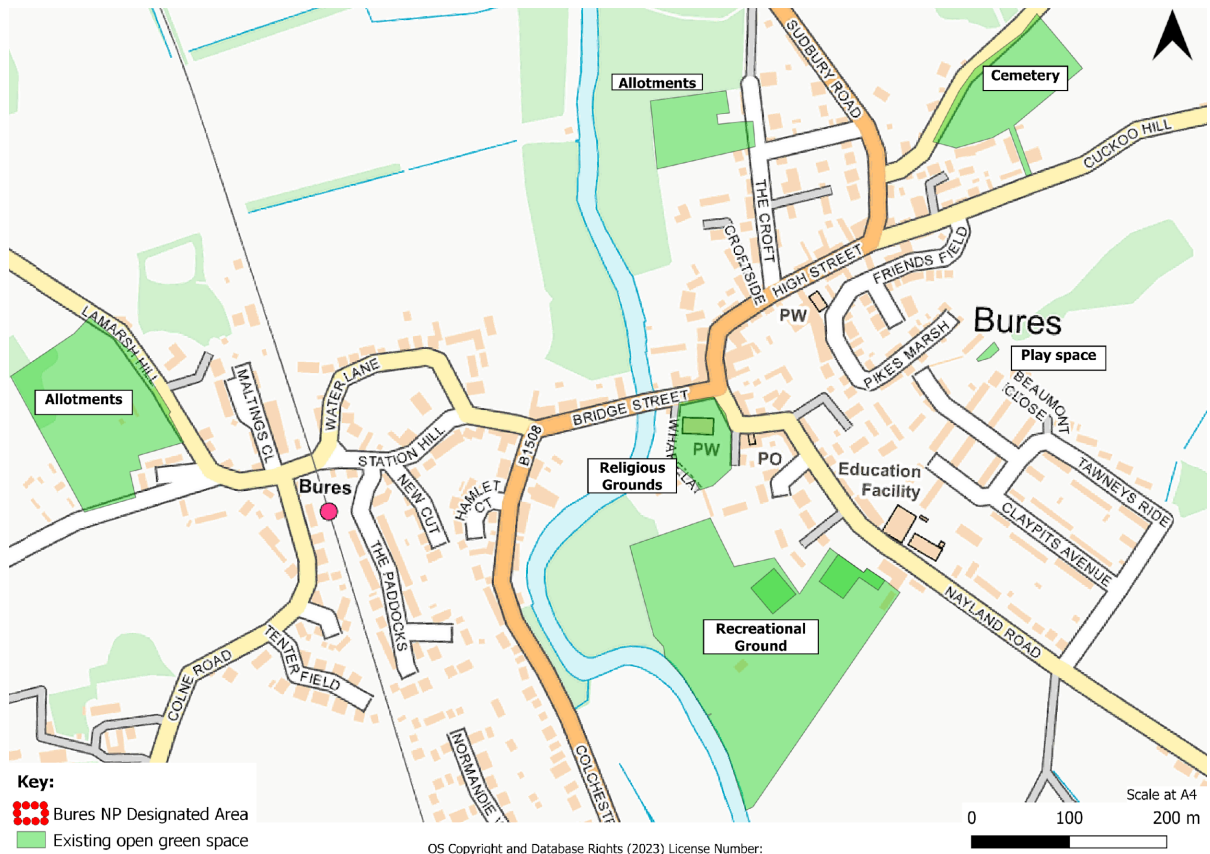 SUDBURY ROAD
Allotments
Cemetery
CUCKOO HILL
THE CROFT
CROFTSIDE
HIGH STREET
FRIENDS FIELD
PW
Bures
PIKES MARSH
Play space
LAMARSH HILL
Allotments
MALTINGS CL
WATER LANE
BRIDGE STREET
BEAUMONT
CLOSE
STATION HILL
B1508
PW
PO
Religious
Grounds
Education
Facility
TAWNEYS RIDE
Bures
NEW CUT
HAMLET
CT
CLAYPITS AVENUE
THE PADDOCKS
NAYLAND ROAD
Recreational
Ground
COLNE ROAD
TENTERFIELD
NORMANDIE
COLCHEST
Key:
Bures NP Designated Area
Existing open green space
Scale at A4
0 100 200 m
OS Copyright and Database Rights (2023) License Number: